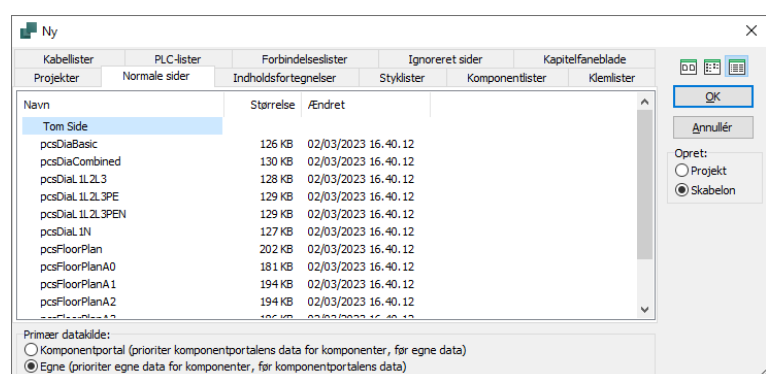 Ny
Kabellister PLC-lister Forbindelseslister Ignoreret sider Kapitelfaneblade
Projekter Normale sider Indholdsfortegnelser Styklister Komponentlister Klemlister
Navn Størrelse Ændret
Tom Side
pcsDiaBasic 126 KB 02/03/2023 16.40.12
pcsDiaCombined 130 KB 02/03/2023 16.40.12
pcsDiaL1L2L3 128 KB 02/03/2023 16.40.12
pcsDiaL1L2L3PE 129 KB 02/03/2023 16.40.12
pcsDiaL1L2L3PEN 129 KB 02/03/2023 16.40.12
pcsDiaL1N 127 KB 02/03/2023 16.40.12
pcsFloorPlan 202 KB 02/03/2023 16.40.12
pcsFloorPlanA0 181 KB 02/03/2023 16.40.12
pcsFloorPlanA1 194 KB 02/03/2023 16.40.12
pcsFloorPlanA2 194 KB 02/03/2023 16.40.12
OK
Annullér
Opret:
Projekt
Skabelon
Primær datakilde:
Komponentportal (prioriter komponentportalens data for komponenter, før egne data)
Egne (prioriter egne data for komponenter, før komponentportalens data)